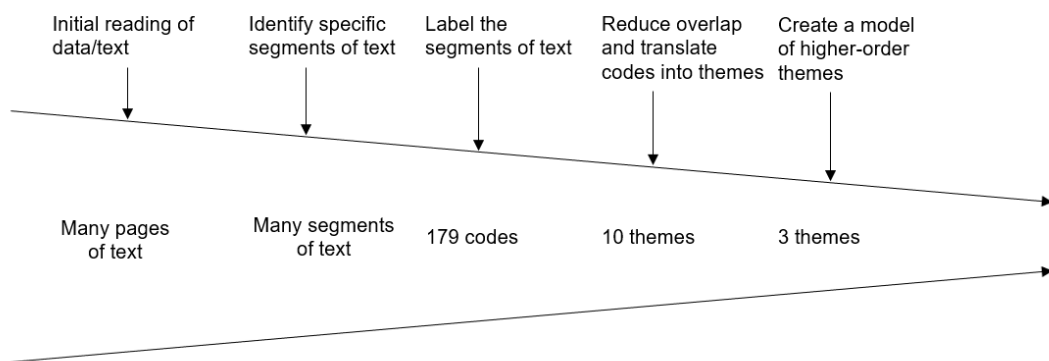 Initial reading of
data/text
Identify specific
segments of text
Label the
segments of text
Reduce overlap
and translate
codes into themes
Create a model
of higher-order
themes
Many pages
of text
Many segments
of text
179 codes
10 themes
3 themes